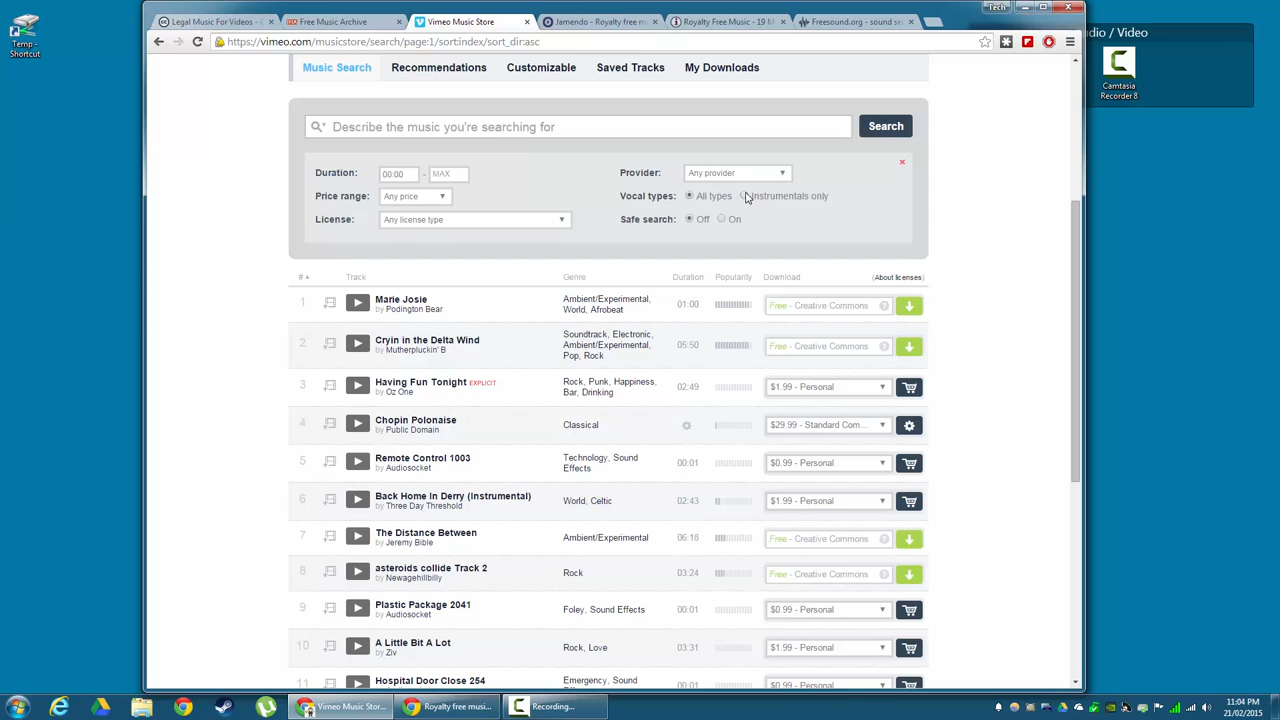 Temp -
Shortcut
Legal Music For Videos - C
Free Music Archive
Vimeo Music Store
Jamendo - Royalty free m
Royalty Free Music - 19 M
Freesound.org - sound se
Tech
https://vimeo.com/musicstore/search/page:1/sort:index/sort_dir:asc
dio / Video
Camtasia
Recorder 8
Music Search Recommendations Customizable Saved Tracks My Downloads
Describe the music you're searching for Search
Duration: 00:00 - MAX Provider: Any provider
Price range: Any price Vocal types: All types Instrumentals only
License: Any license type Safe search: Off On
# Track Genre Duration Popularity Download (About licenses)
1 Marie Josie
by Podington Bear
Ambient/Experimental,
World, Afrobeat
01:00 Free - Creative Commons ?
2 Cryin in the Delta Wind
by Mutherpluckin' B
Soundtrack, Electronic,
Ambient/Experimental,
Pop, Rock
05:50 Free - Creative Commons ?
3 Having Fun Tonight EXPLICIT
by Oz One
Rock, Punk, Happiness,
Bar, Drinking
02:49 $1.99 - Personal
4 Chopin Polonaise
by Public Domain
Classical
$29.99 - Standard Com...
5 Remote Control 1003
by Audiosocket
Technology, Sound
Effects
00:01 $0.99 - Personal
6 Back Home In Derry (Instrumental)
by Three Day Threshold
World, Celtic
02:43 $1.99 - Personal
7 The Distance Between
by Jeremy Bible
Ambient/Experimental
06:18 Free - Creative Commons ?
8 asteroids collide Track 2
by Newagehillbilly
Rock
03:24 Free - Creative Commons ?
9 Plastic Package 2041
by Audiosocket
Foley, Sound Effects
00:01 $0.99 - Personal
10 A Little Bit A Lot
by Ziv
Rock, Love
03:31 $1.99 - Personal
11 Hospital Door Close 254
Emergency, Sound
00:01 $0.99 - Personal
Vimeo Music Stor...
Royalty free musi...
Recording...
11:04 PM
21/02/2015